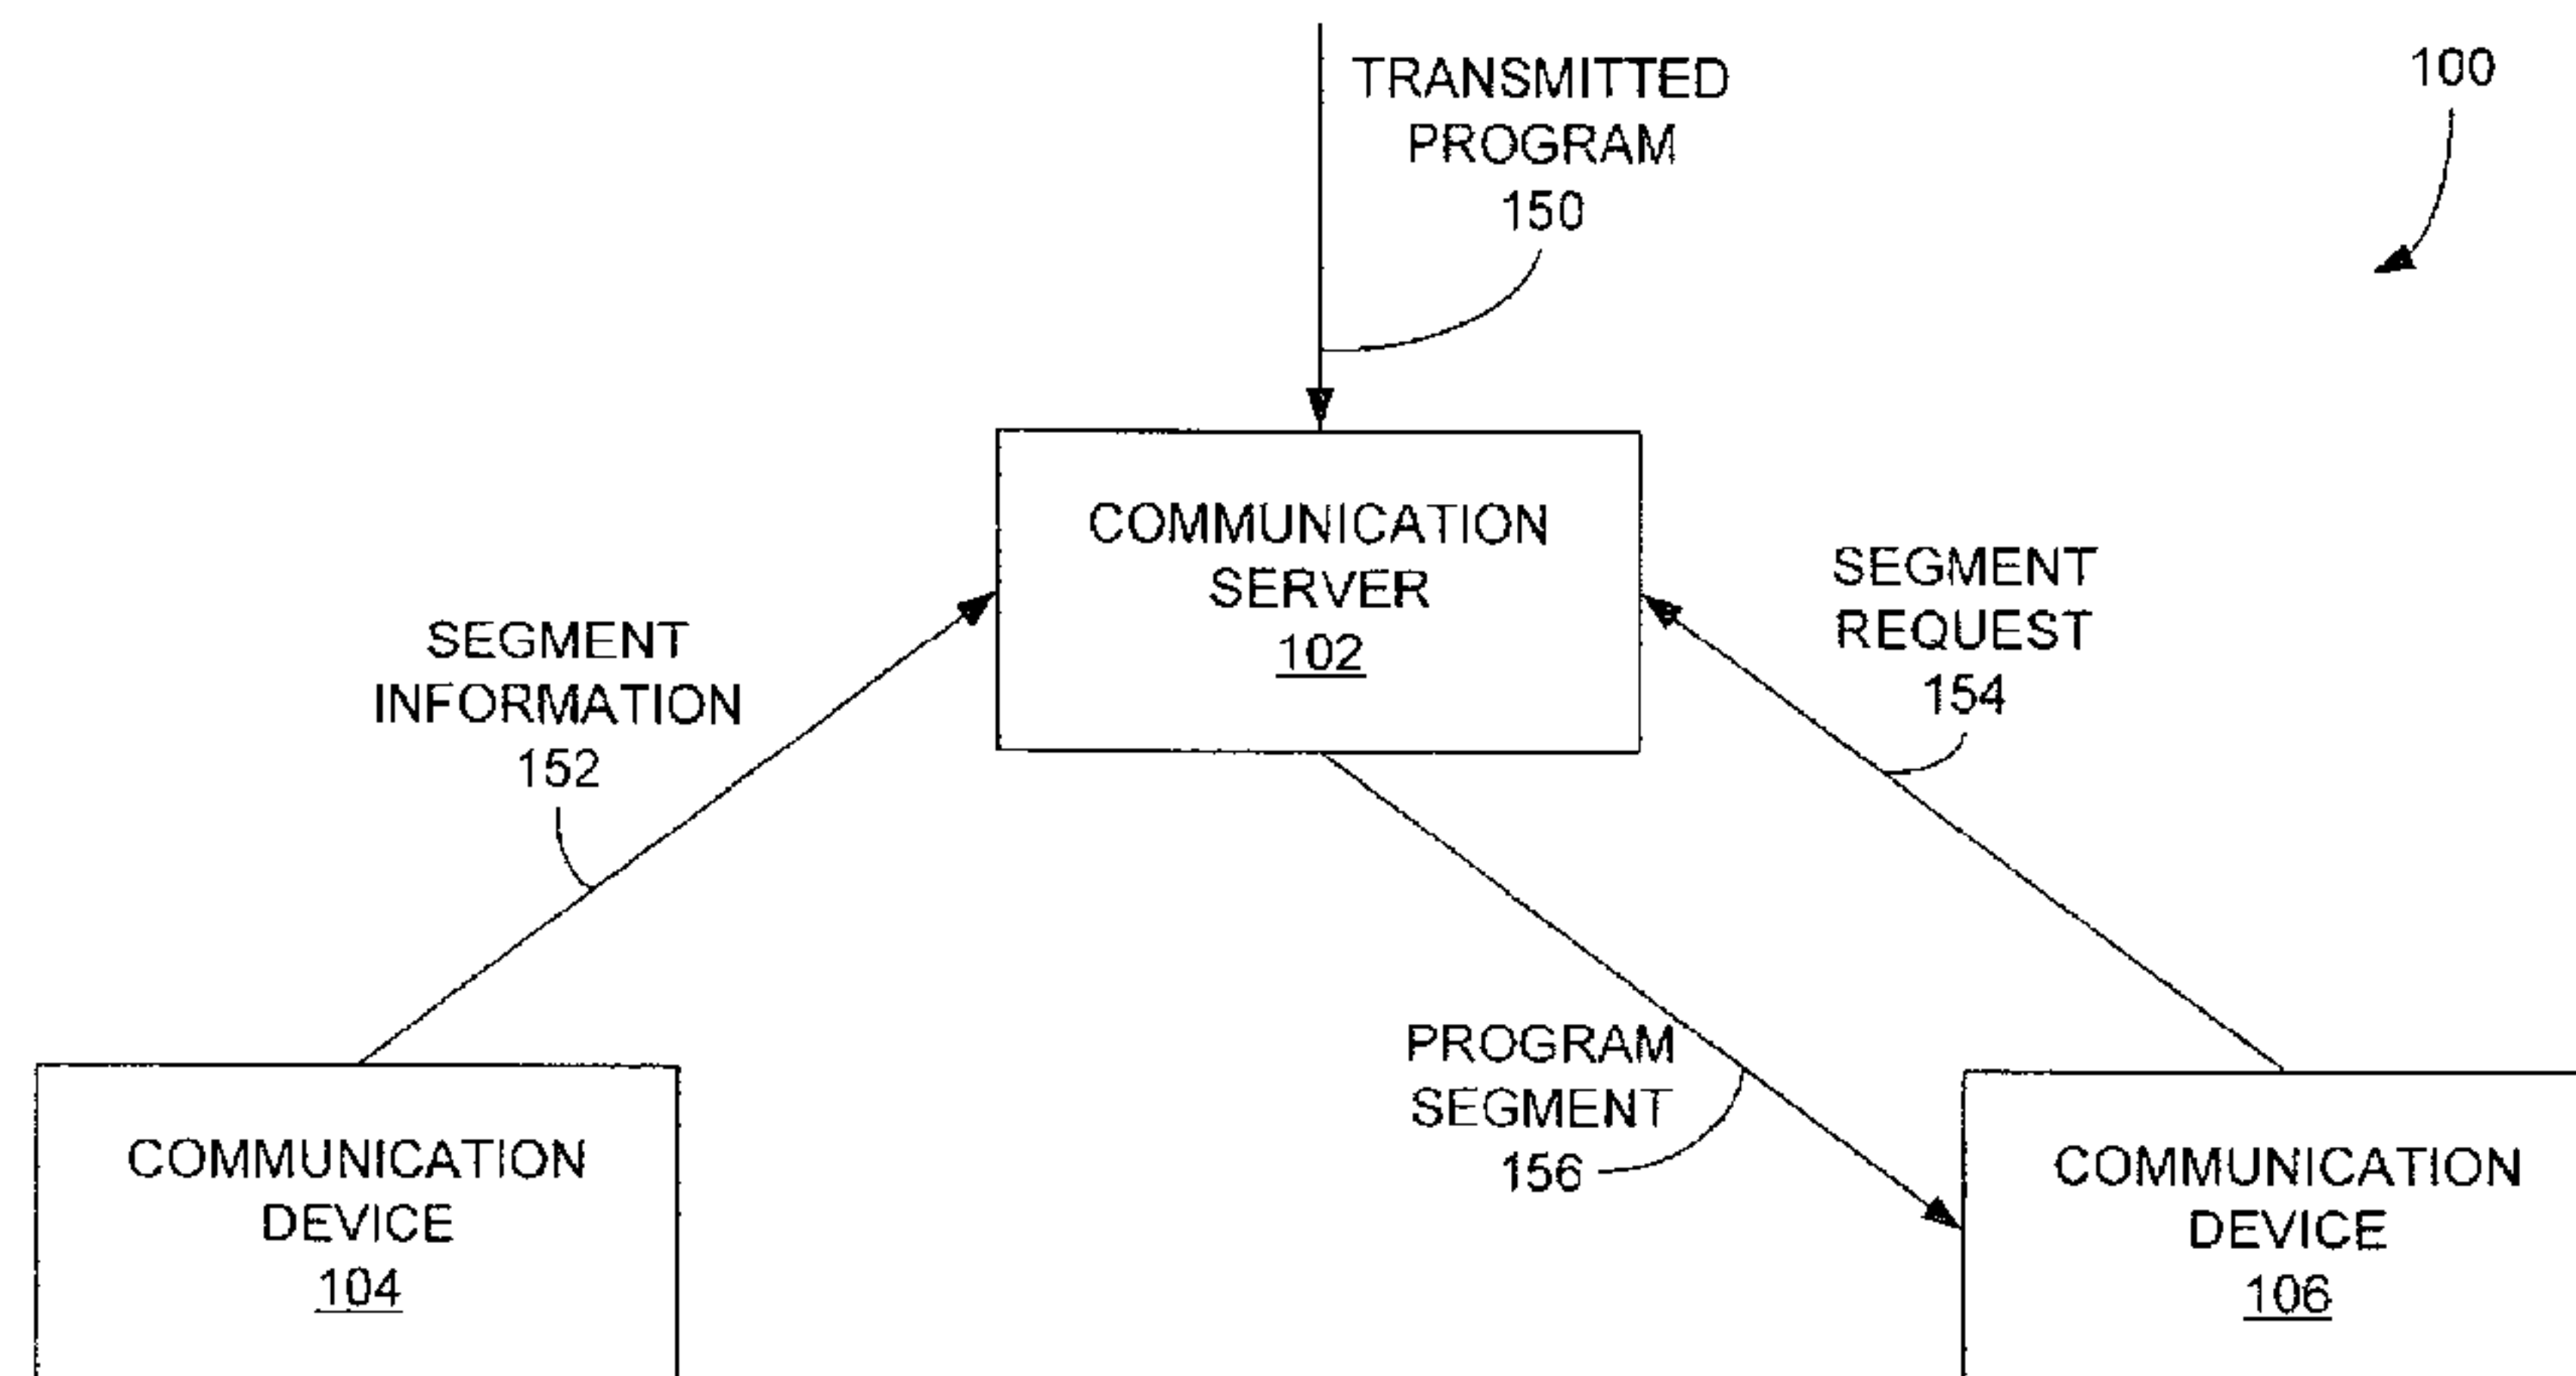 TRANSMITTED
PROGRAM
150
100
COMMUNICATION
SERVER
102
SEGMENT
INFORMATION
152
SEGMENT
REQUEST
154
PROGRAM
SEGMENT
156
COMMUNICATION
DEVICE
104
COMMUNICATION
DEVICE
106